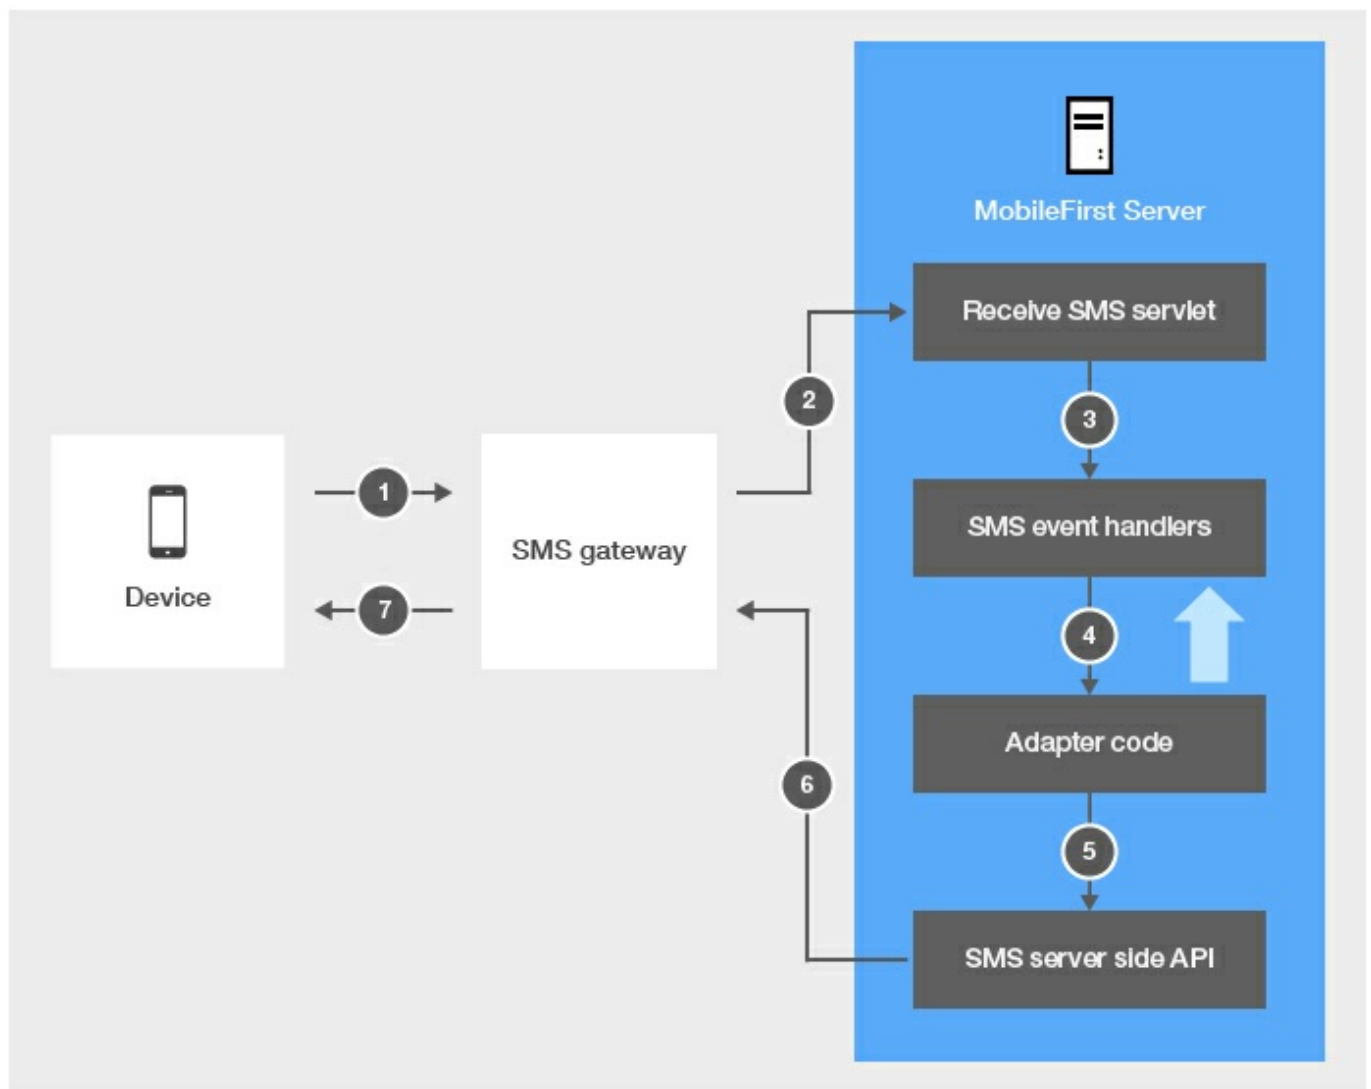 MobileFirst Server
Receive SMS servlet
2
3
1
SMS event handlers
SMS gateway
Device
7
4
Adapter code
6
5
SMS server side API